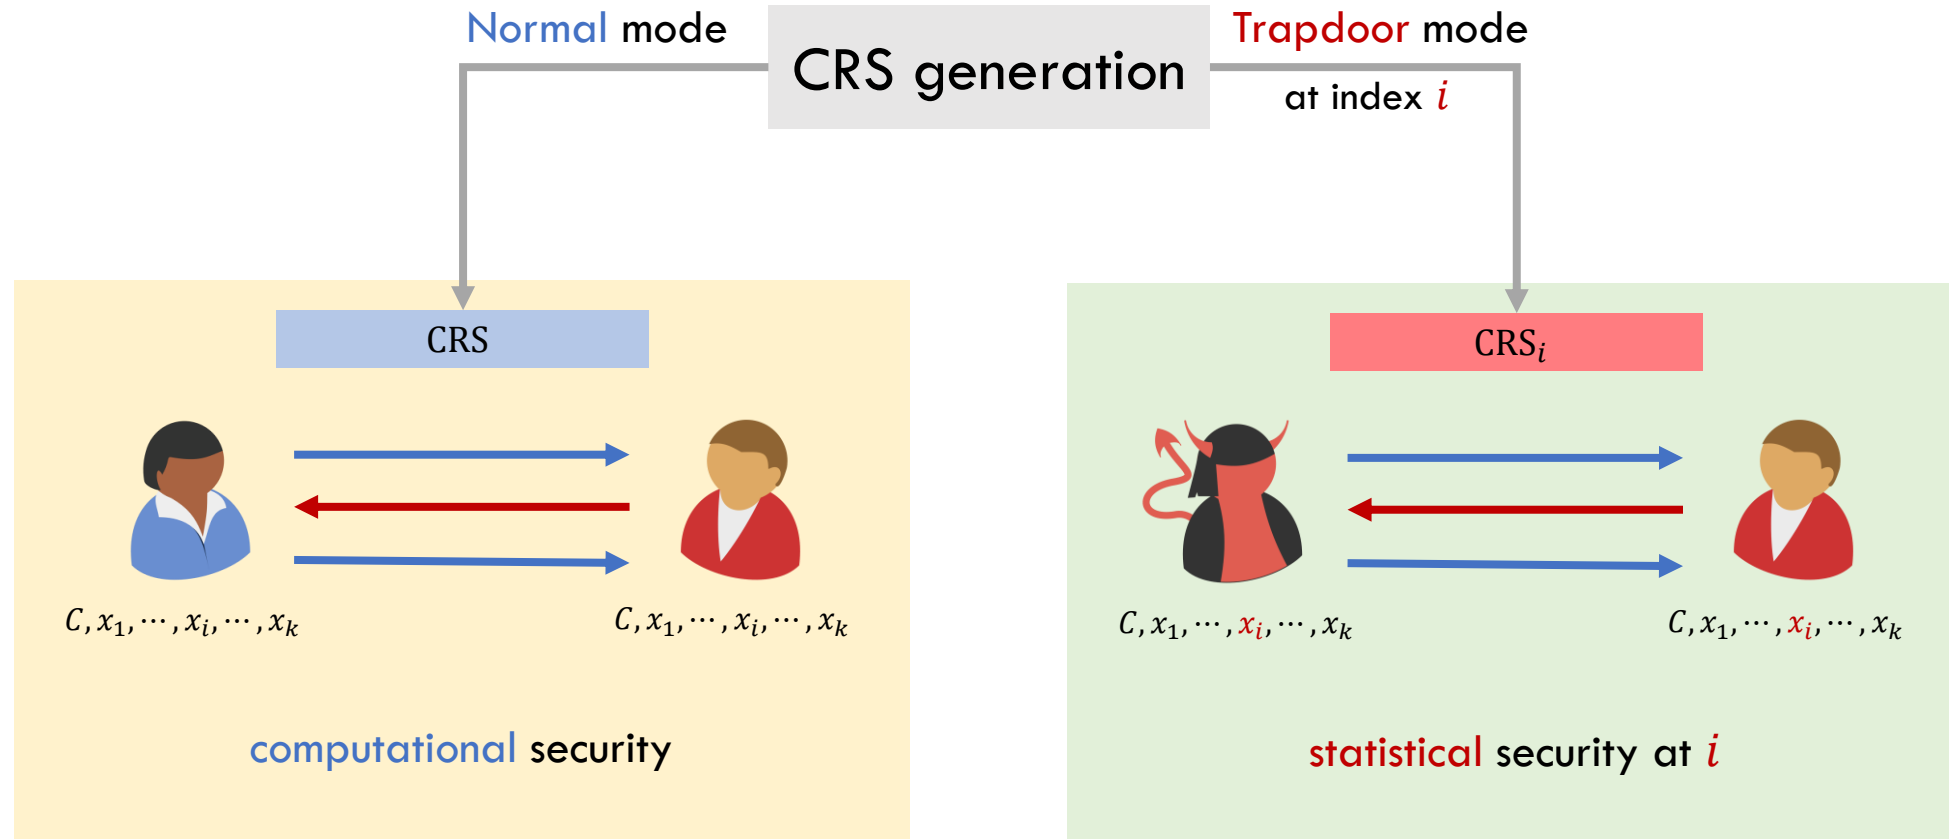 Normal mode
CRS generation
Trapdoor mode
at index i
CRS
C, x₁, ⋯, xᵢ, ⋯, xₖ
C, x₁, ⋯, xᵢ, ⋯, xₖ
computational security
CRSᵢ
C, x₁, ⋯, xᵢ, ⋯, xₖ
C, x₁, ⋯, xᵢ, ⋯, xₖ
statistical security at i